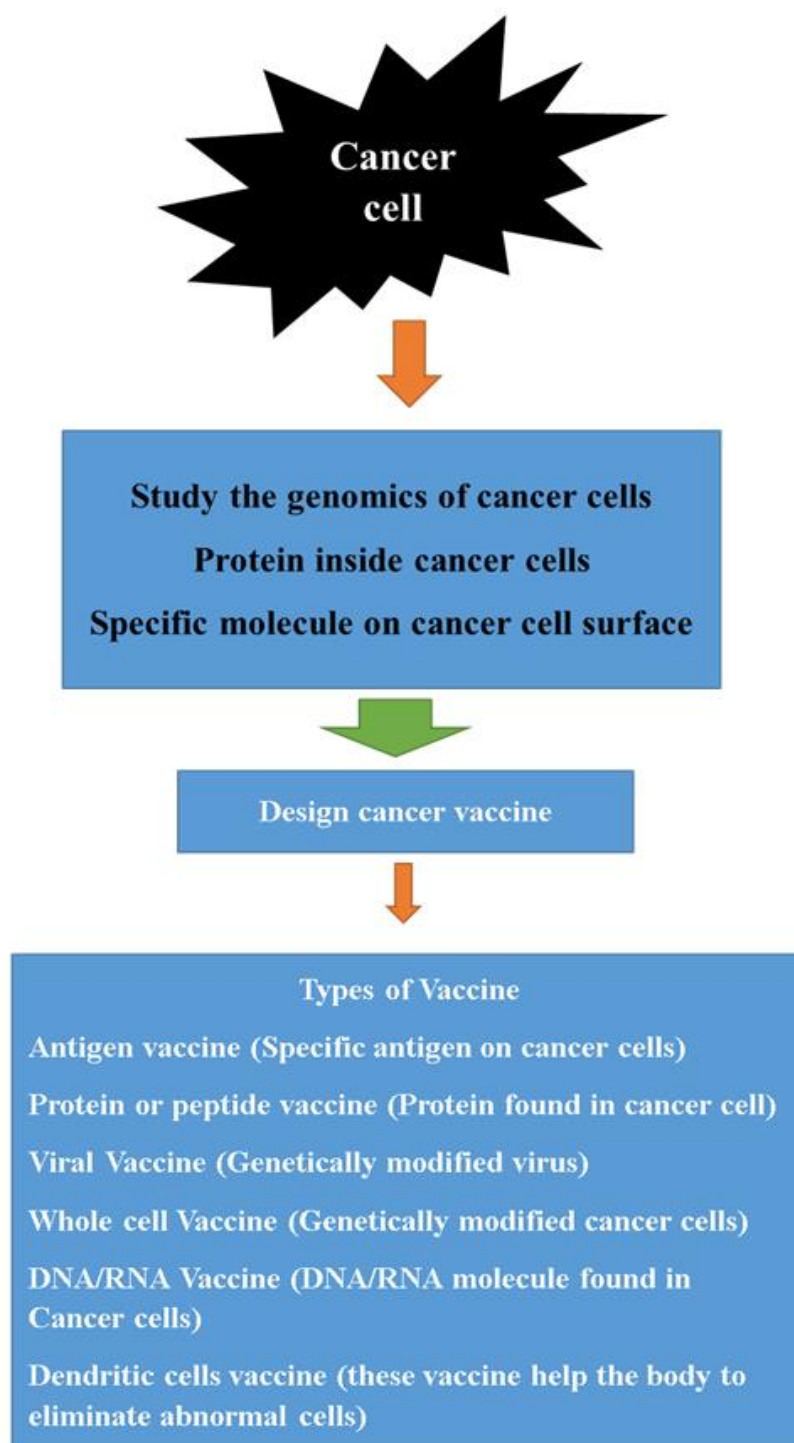 Cancer
cell
Study the genomics of cancer cells
Protein inside cancer cells
Specific molecule on cancer cell surface
Design cancer vaccine
Types of Vaccine
Antigen vaccine (Specific antigen on cancer cells)
Protein or peptide vaccine (Protein found in cancer cell)
Viral Vaccine (Genetically modified virus)
Whole cell Vaccine (Genetically modified cancer cells)
DNA/RNA Vaccine (DNA/RNA molecule found in
Cancer cells)
Dendritic cells vaccine (these vaccine help the body to
eliminate abnormal cells)